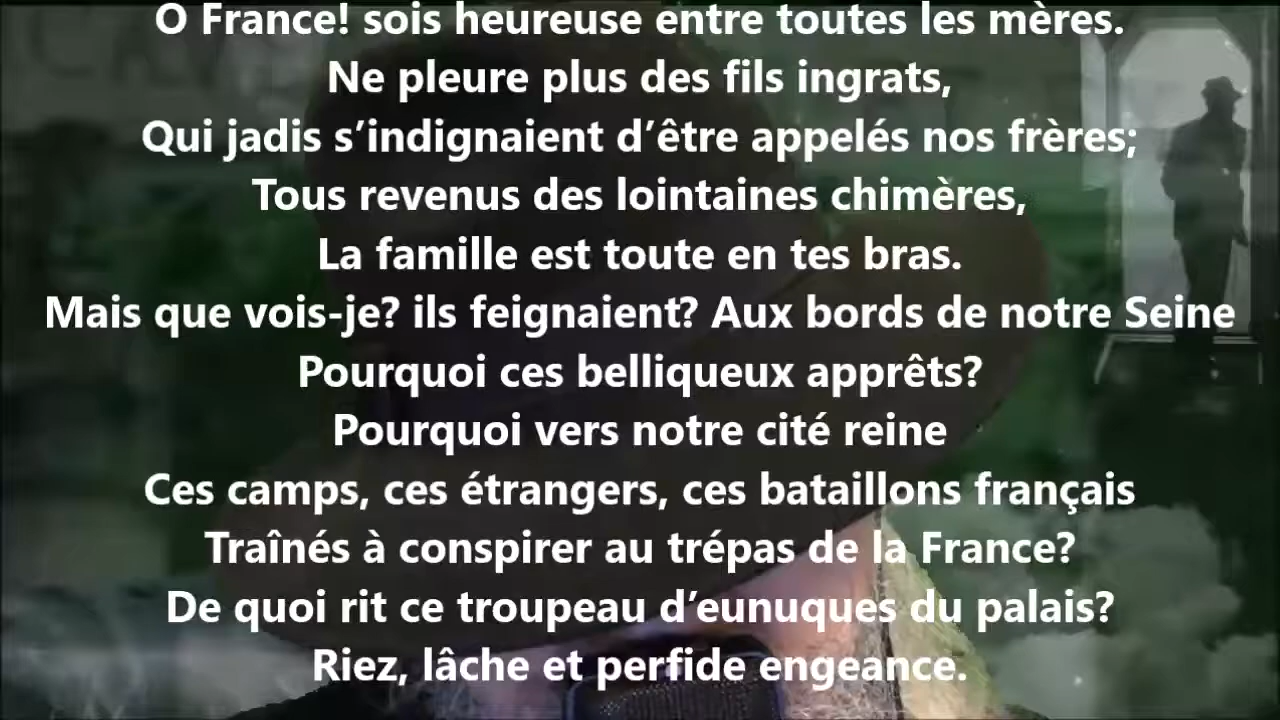 O France! sois heureuse entre toutes les mères.
Ne pleure plus des fils ingrats,
Qui jadis s’indignaient d’être appelés nos frères;
Tous revenus des lointaines chimères,
La famille est toute en tes bras.
Mais que vois-je? ils feignaient? Aux bords de notre Seine
Pourquoi ces belliqueux apprêts?
Pourquoi vers notre cité reine
Ces camps, ces étrangers, ces bataillons français
Traînés à conspirer au trépas de la France?
De quoi rit ce troupeau d’eunuques du palais?
Riez, lâche et perfide engeance.